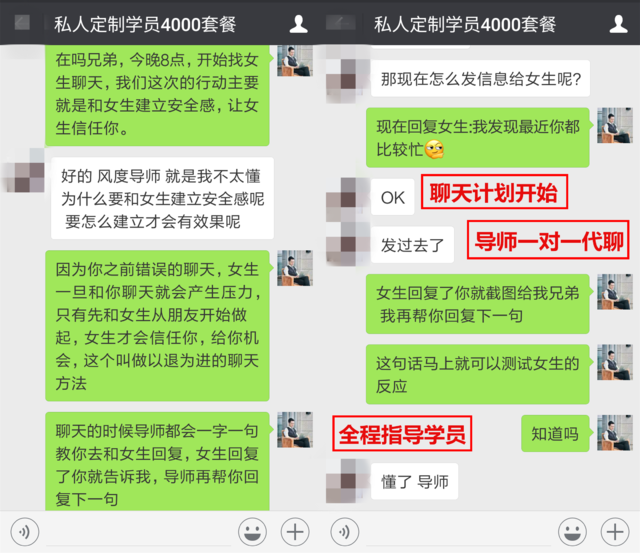 私人定制学员4000套餐
在吗兄弟，今晚8点，开始找女
生聊天，我们这次的行动主要
就是和女生建立安全感，让女
生信任你。
好的 风度导师 就是我不太懂
为什么要和女生建立安全感呢
要怎么建立才会有效果呢
因为你之前错误的聊天，女生
一旦和你聊天就会产生压力，
只有先和女生从朋友开始做
起，女生才会信任你，给你机
会，这个叫做以退为进的聊天
方法
聊天的时候导师都会一字一句
教你去和女生回复，女生回复
了你就告诉我，导师再帮你回
复下一句
私人定制学员4000套餐
那现在怎么发信息给女生呢?
现在回复女生:我发现最近你都
比较忙
OK
聊天计划开始
发过去了
导师一对一代聊
女生回复了你就截图给我兄弟
我再帮你回复下一句
这句话马上就可以测试女生的
反应
全程指导学员
知道吗
懂了 导师